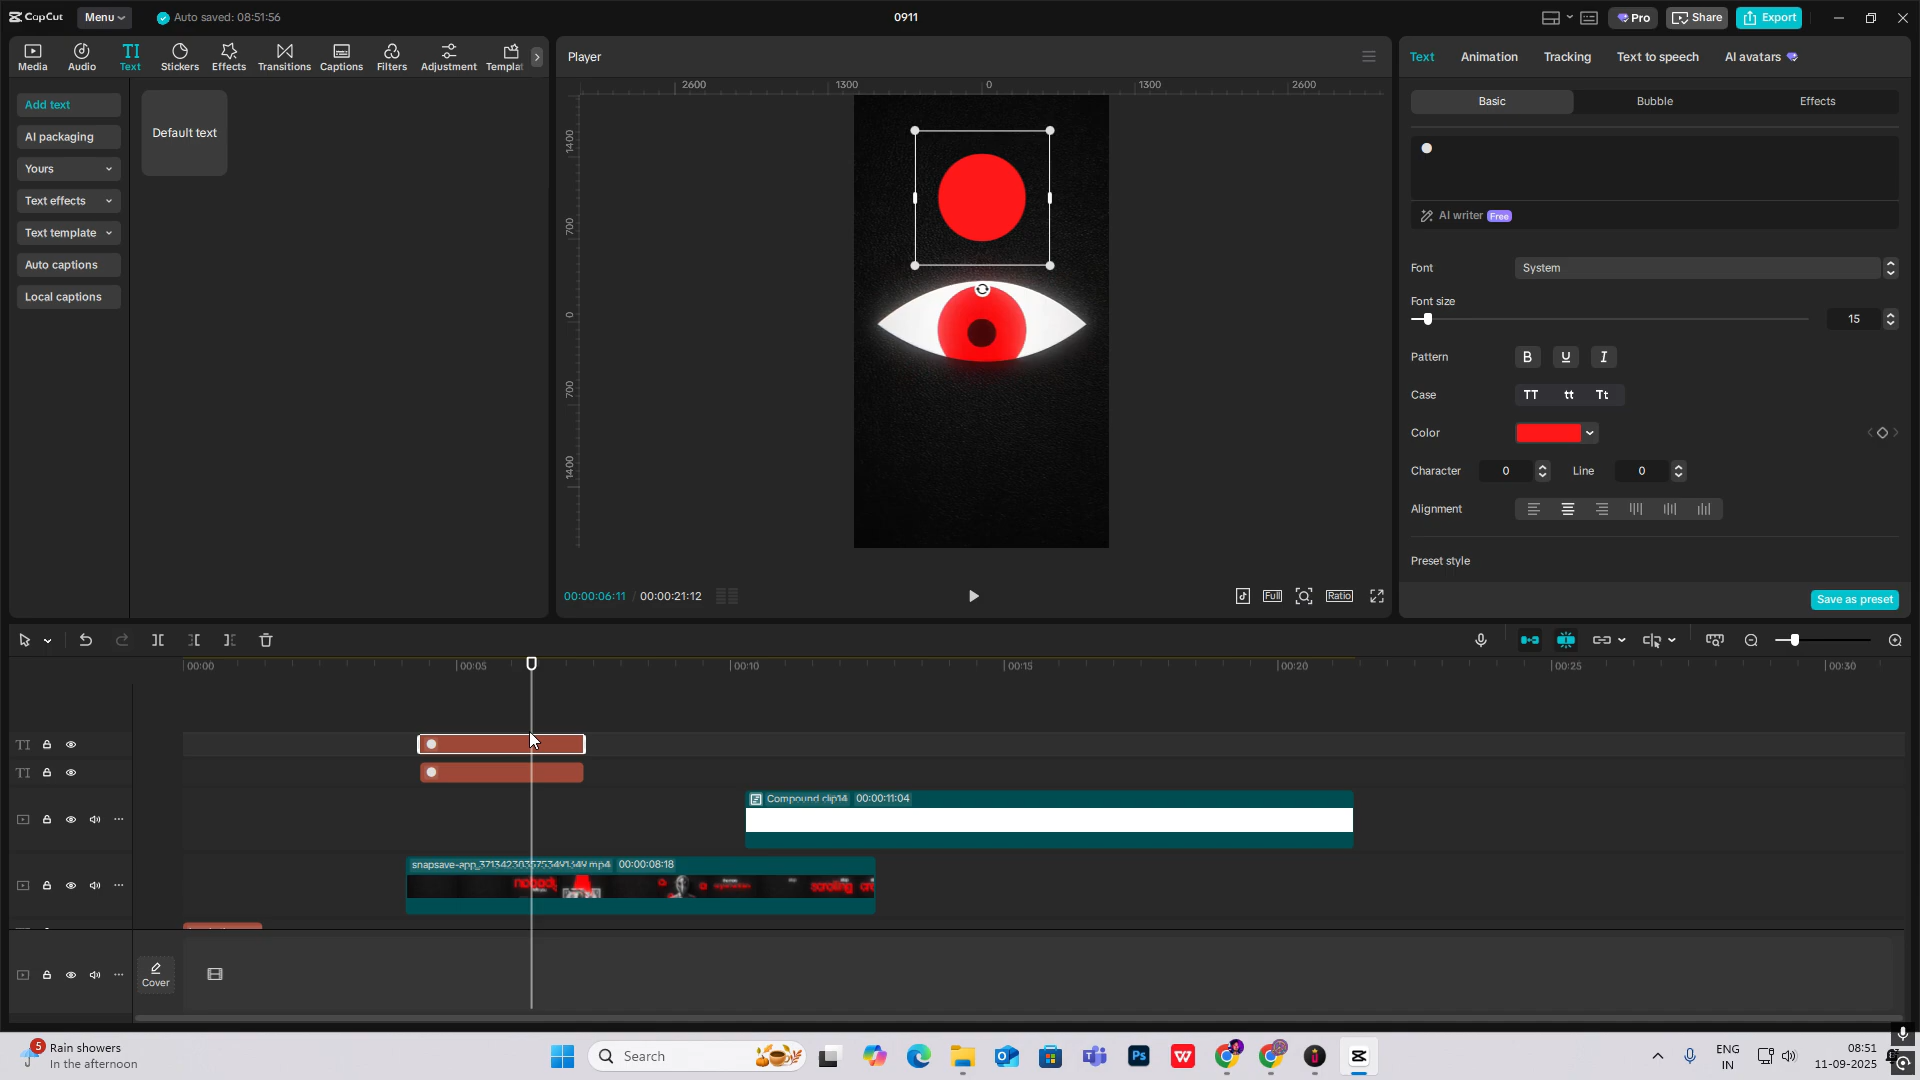 CapCut Menu Auto saved: 08:51:56 0911 Pro Share Export
Media Audio Text Stickers Effects Transitions Captions Filters Adjustment Templat
Add text
AI packaging
Yours
Text effects
Text template
Auto captions
Local captions
Default text
Player
2600 1300 0 1300 2600
1400
700
0
700
1400
00:00:06:11 / 00:00:21:12
Full Ratio
Text Animation Tracking Text to speech AI avatars
Basic Bubble Effects
AI writer Free
Font System
Font size
15
Pattern B U I
Case TT tt Tt
Color
Character 0 Line 0
Alignment
Preset style
Save as preset
00:00 00:05 00:10 00:15 00:20 00:25 00:30
TI
TI
Compound clip14 00:00:11:04
00:00:08:18
nobody
scrolling
Cover
5 Rain showers
In the afternoon
Search
Ps
ENG
IN
08:51
11-09-2025